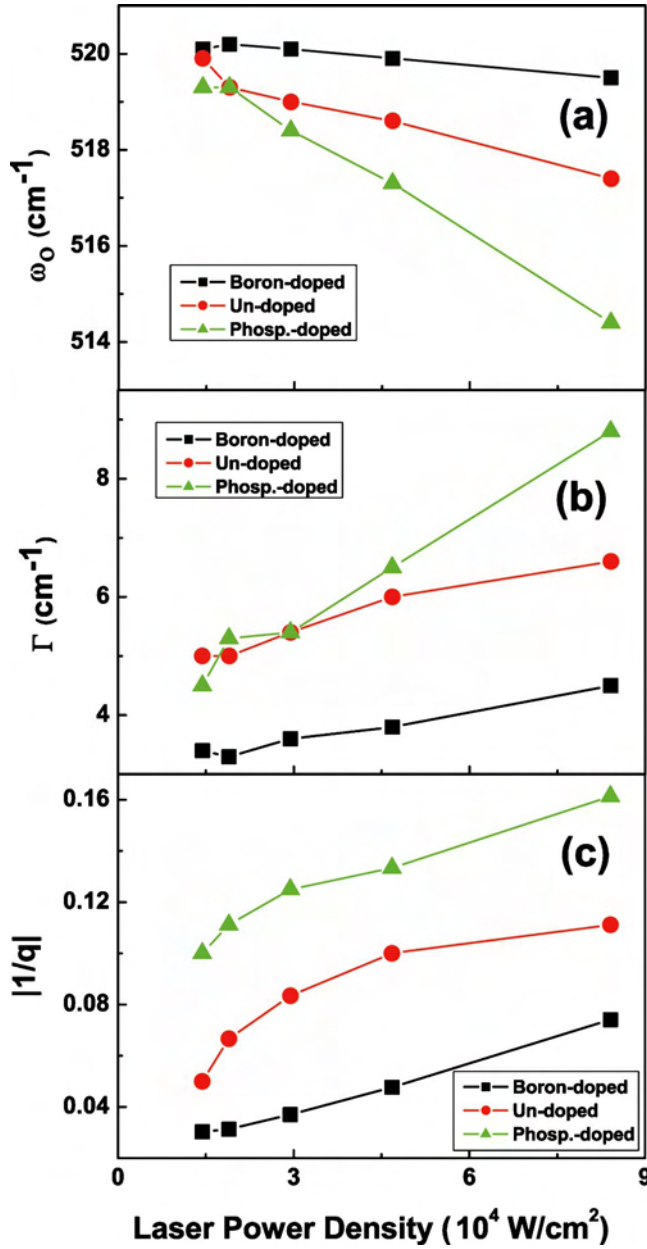 520
518
516
514
ω_O (cm^-1)
(a)
Boron-doped
Un-doped
Phosp.-doped
8
6
4
Γ (cm^-1)
(b)
Boron-doped
Un-doped
Phosp.-doped
0.16
0.12
0.08
0.04
|1/q|
(c)
Boron-doped
Un-doped
Phosp.-doped
0 3 6 9
Laser Power Density (10^4 W/cm^2)